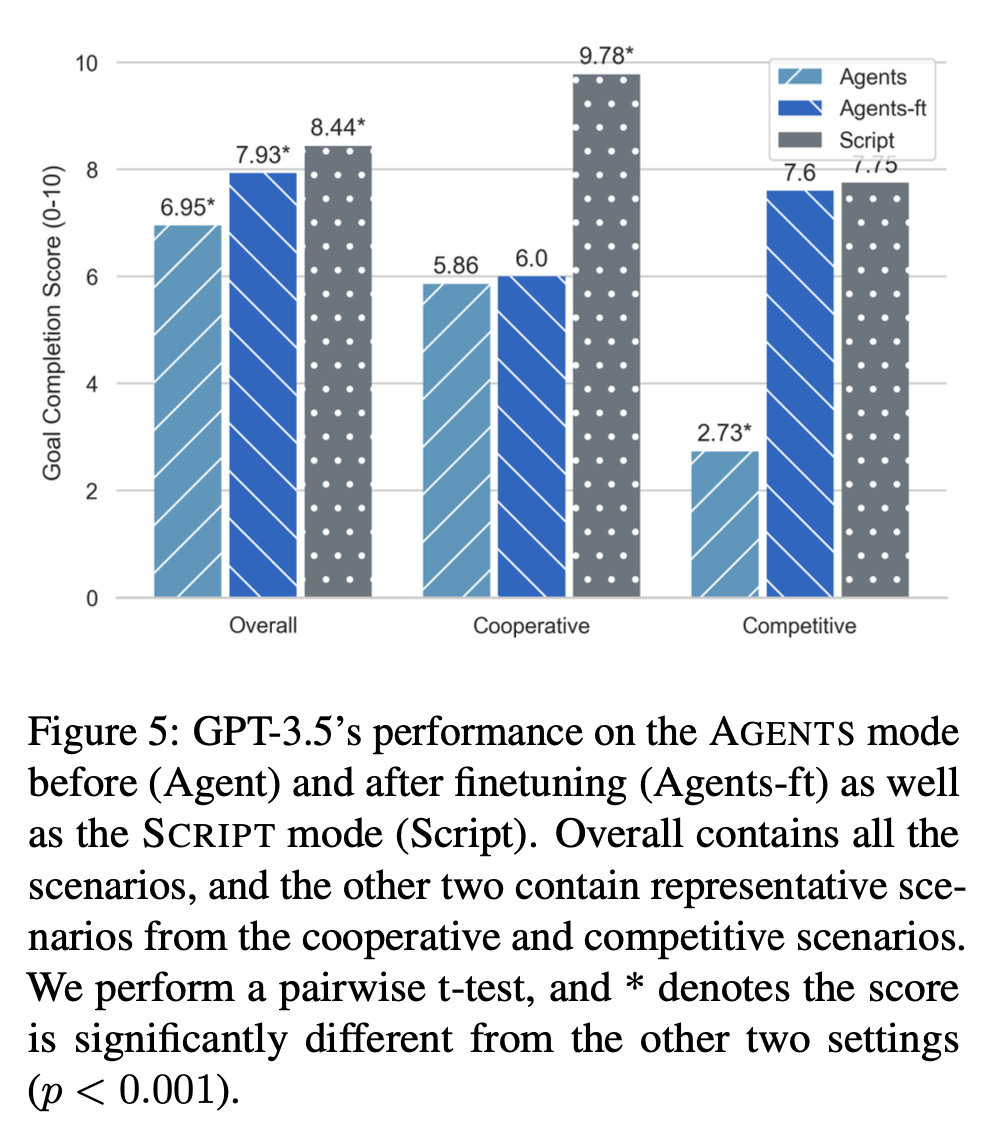 10
8
6
4
2
0
Goal Completion Score (0-10)
6.95*
7.93*
8.44*
5.86
6.0
9.78*
2.73*
7.6
7.75
Agents
Agents-ft
Script
Overall
Cooperative
Competitive
Figure 5: GPT-3.5’s performance on the AGENTS mode
before (Agent) and after finetuning (Agents-ft) as well
as the SCRIPT mode (Script). Overall contains all the
scenarios, and the other two contain representative sce-
narios from the cooperative and competitive scenarios.
We perform a pairwise t-test, and * denotes the score
is significantly different from the other two settings
(p < 0.001).